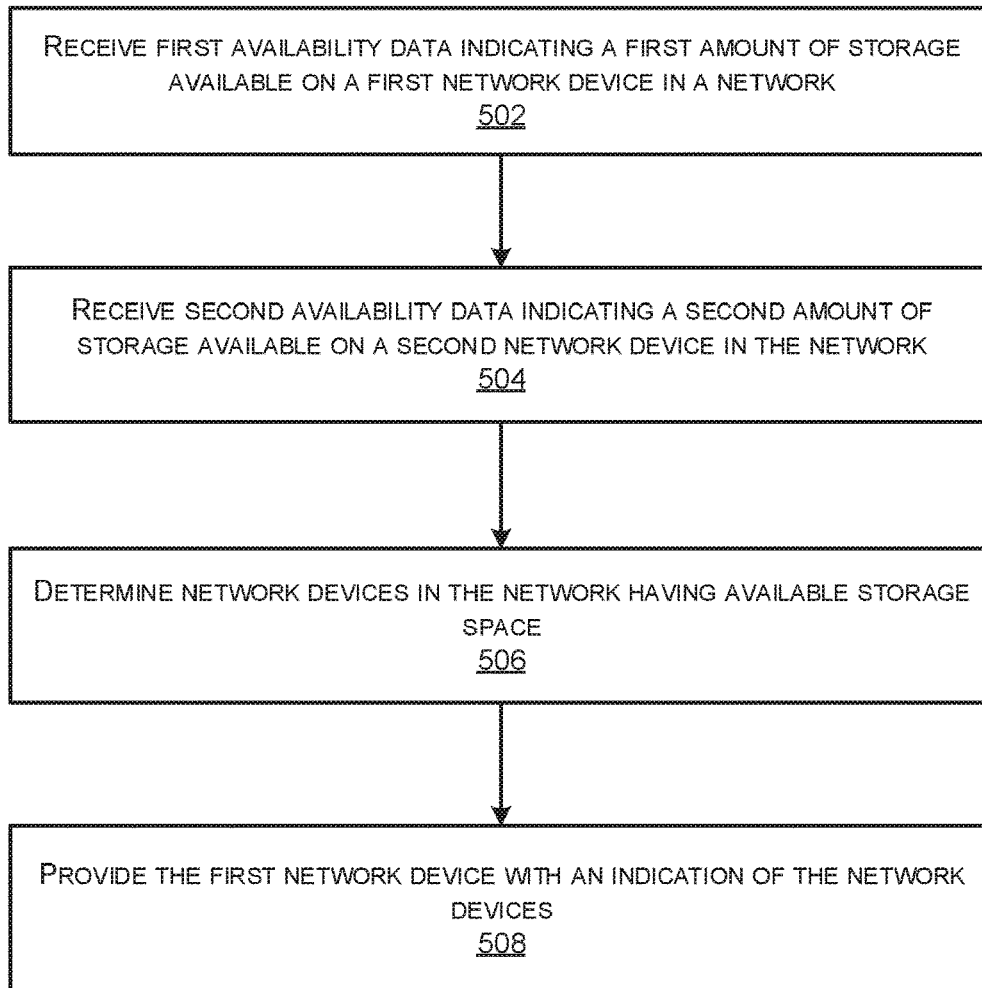 RECEIVE FIRST AVAILABILITY DATA INDICATING A FIRST AMOUNT OF STORAGE
AVAILABLE ON A FIRST NETWORK DEVICE IN A NETWORK
502
RECEIVE SECOND AVAILABILITY DATA INDICATING A SECOND AMOUNT OF
STORAGE AVAILABLE ON A SECOND NETWORK DEVICE IN THE NETWORK
504
DETERMINE NETWORK DEVICES IN THE NETWORK HAVING AVAILABLE STORAGE
SPACE
506
PROVIDE THE FIRST NETWORK DEVICE WITH AN INDICATION OF THE NETWORK
DEVICES
508